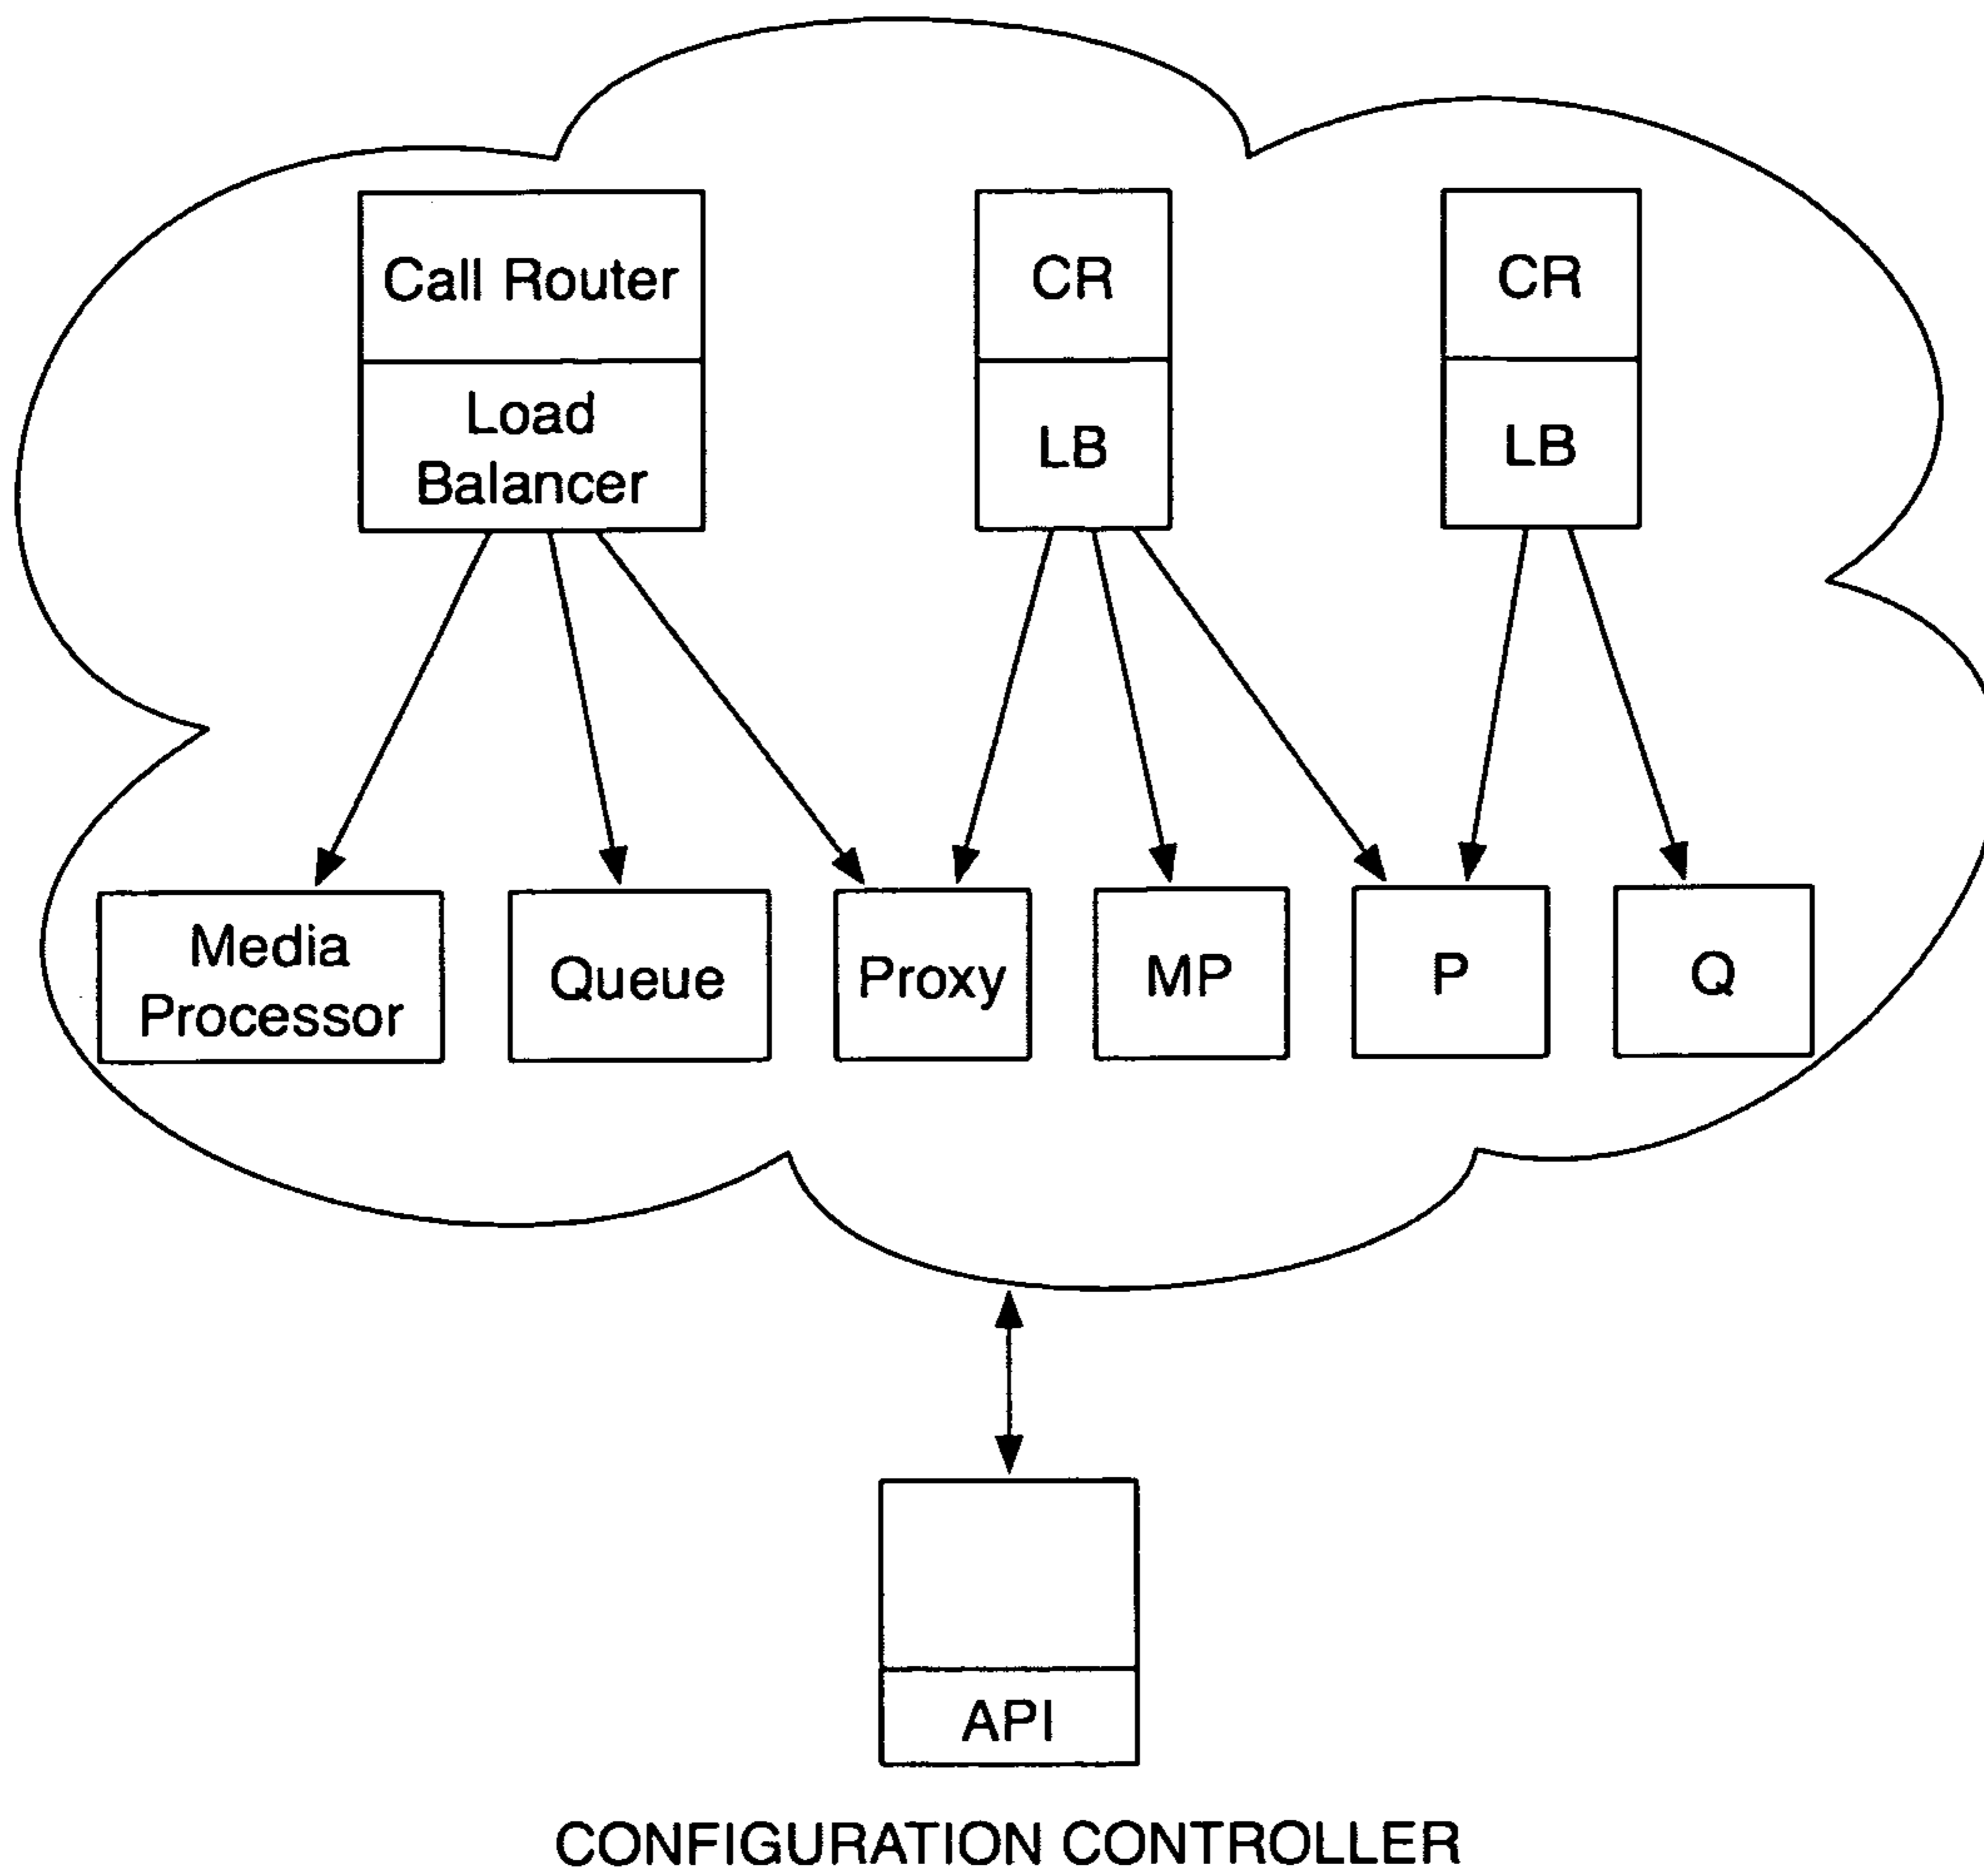 Call Router
Load
Balancer
CR
LB
CR
LB
Media
Processor
Queue
Proxy
MP
P
Q
API
CONFIGURATION CONTROLLER